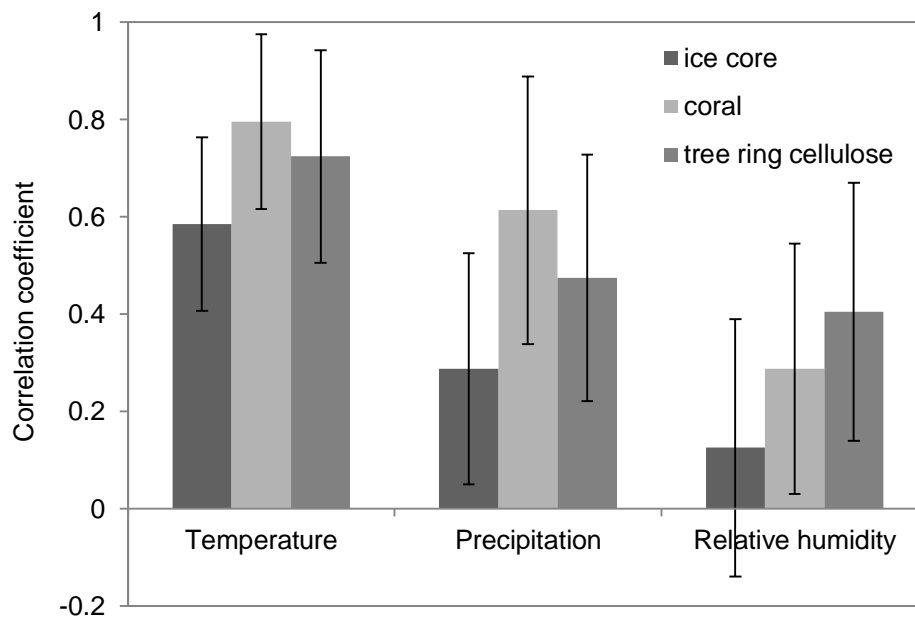 1
0.8
0.6
0.4
0.2
0
-0.2
Correlation coefficient
ice core
coral
tree ring cellulose
Temperature
Precipitation
Relative humidity